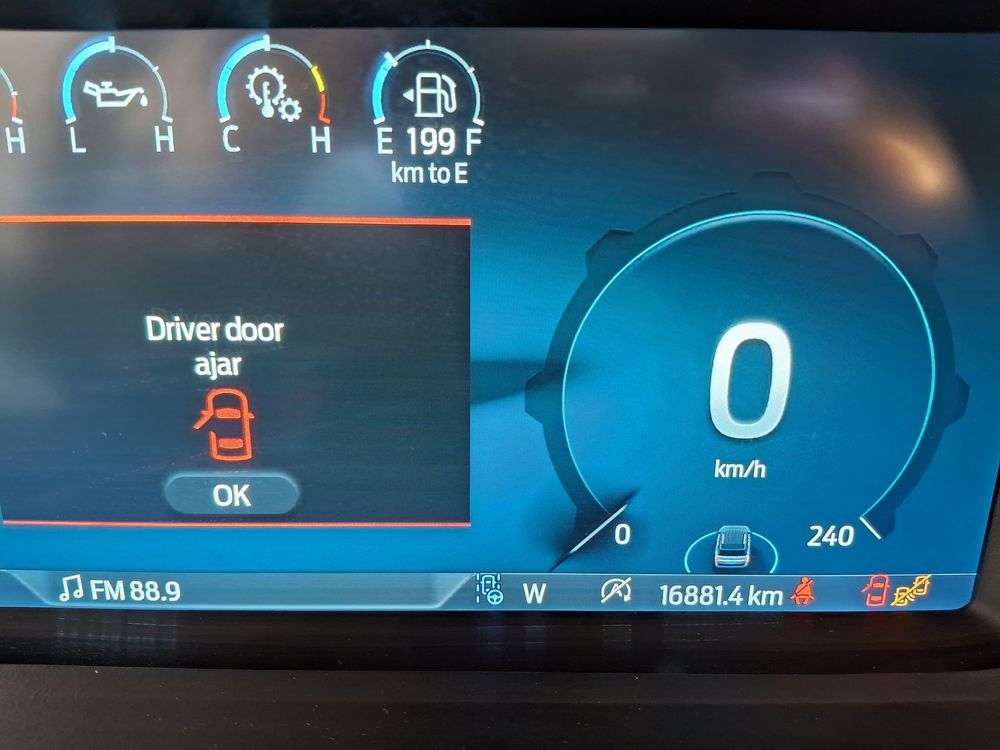 H
L H
C H
E 199 F
km to E
Driver door
ajar
OK
0
km/h
0 240
FM 88.9
W
16881.4 km